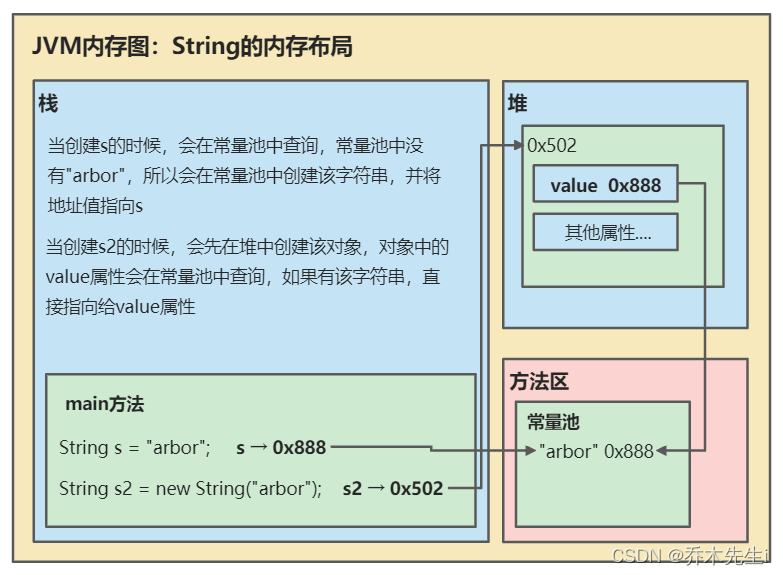 JVM内存图：String的内存布局
栈
当创建s的时候，会在常量池中查询，常量池中没
有"arbor"，所以会在常量池中创建该字符串，并将
地址值指向s
当创建s2的时候，会先在堆中创建该对象，对象中的
value属性会在常量池中查询，如果有该字符串，直
接指向给value属性
main方法
String s = "arbor"; s → 0x888
String s2 = new String("arbor"); s2 → 0x502
堆
0x502
value 0x888
其他属性....
方法区
常量池
"arbor" 0x888
CSDN @乔木先生i